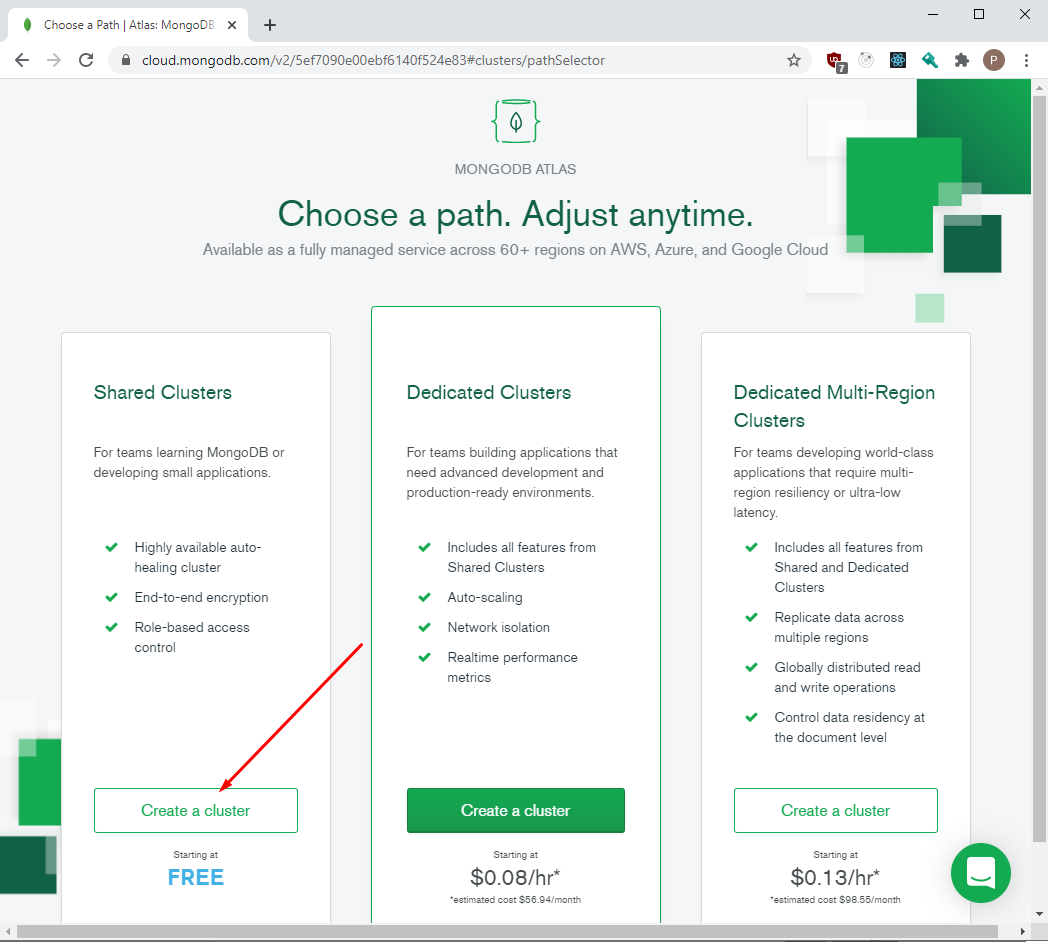 Choose a Path | Atlas: MongoDB
cloud.mongodb.com/v2/5ef7090e00ebf6140f524e83#clusters/pathSelector
7
P
MONGODB ATLAS
Choose a path. Adjust anytime.
Available as a fully managed service across 60+ regions on AWS, Azure, and Google Cloud
Shared Clusters
For teams learning MongoDB or
developing small applications.
Highly available auto-
healing cluster
End-to-end encryption
Role-based access
control
Create a cluster
Starting at
FREE
Dedicated Clusters
For teams building applications that
need advanced development and
production-ready environments.
Includes all features from
Shared Clusters
Auto-scaling
Network isolation
Realtime performance
metrics
Create a cluster
Starting at
$0.08/hr*
*estimated cost $56.94/month
Dedicated Multi-Region
Clusters
For teams developing world-class
applications that require multi-
region resiliency or ultra-low
latency.
Includes all features from
Shared and Dedicated
Clusters
Replicate data across
multiple regions
Globally distributed read
and write operations
Control data residency at
the document level
Create a cluster
Starting at
$0.13/hr*
*estimated cost $98.55/month